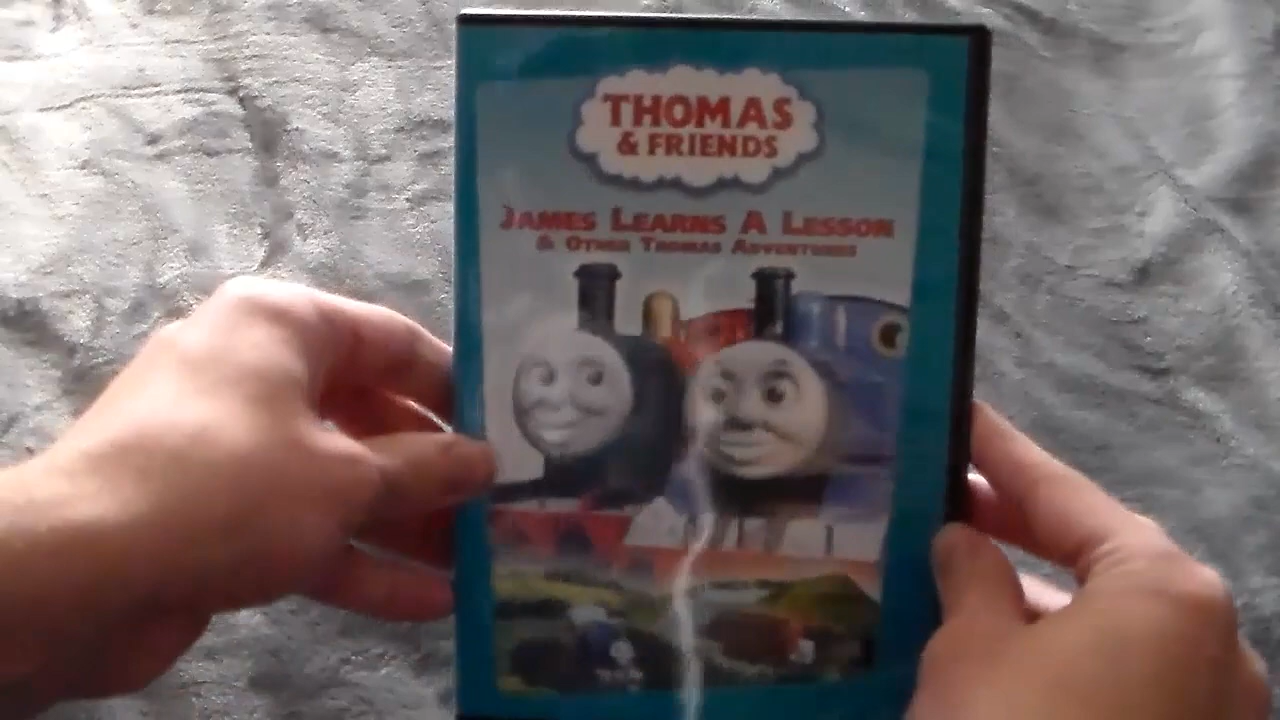 THOMAS
& FRIENDS
JAMES LEARNS A LESSON
& OTHER THOMAS ADVENTURES